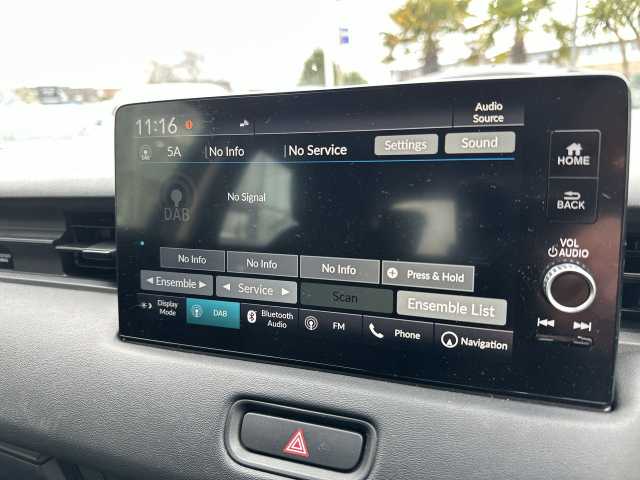 11:16
Audio
Source
DAB 5A No Info No Service Settings Sound
HOME
No Signal
DAB
BACK
No Info No Info No Info Press & Hold
VOL
AUDIO
Ensemble Service Scan Ensemble List
Display
Mode
DAB
Bluetooth
Audio
FM
Phone
Navigation